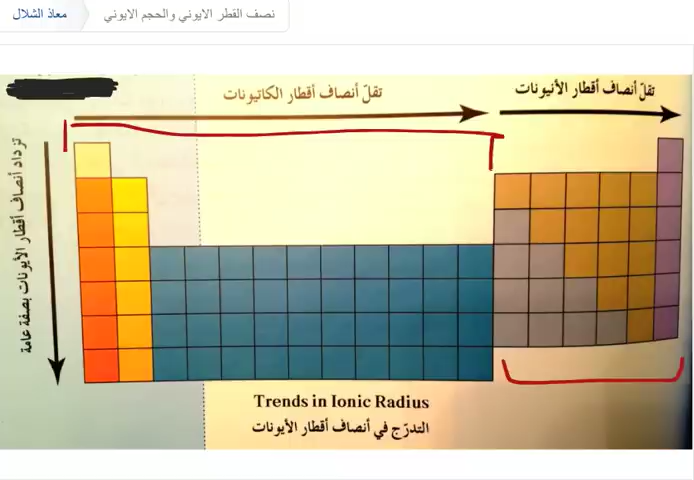 نصف القطر الايوني والحجم الايوني
معاذ الشلال
تقلّ أنصاف أقطار الكاتيونات
تقلّ أنصاف أقطار الأنيونات
تزداد أنصاف أقطار الأيونات بصفة عامة
Trends in Ionic Radius
التدرّج في أنصاف أقطار الأيونات